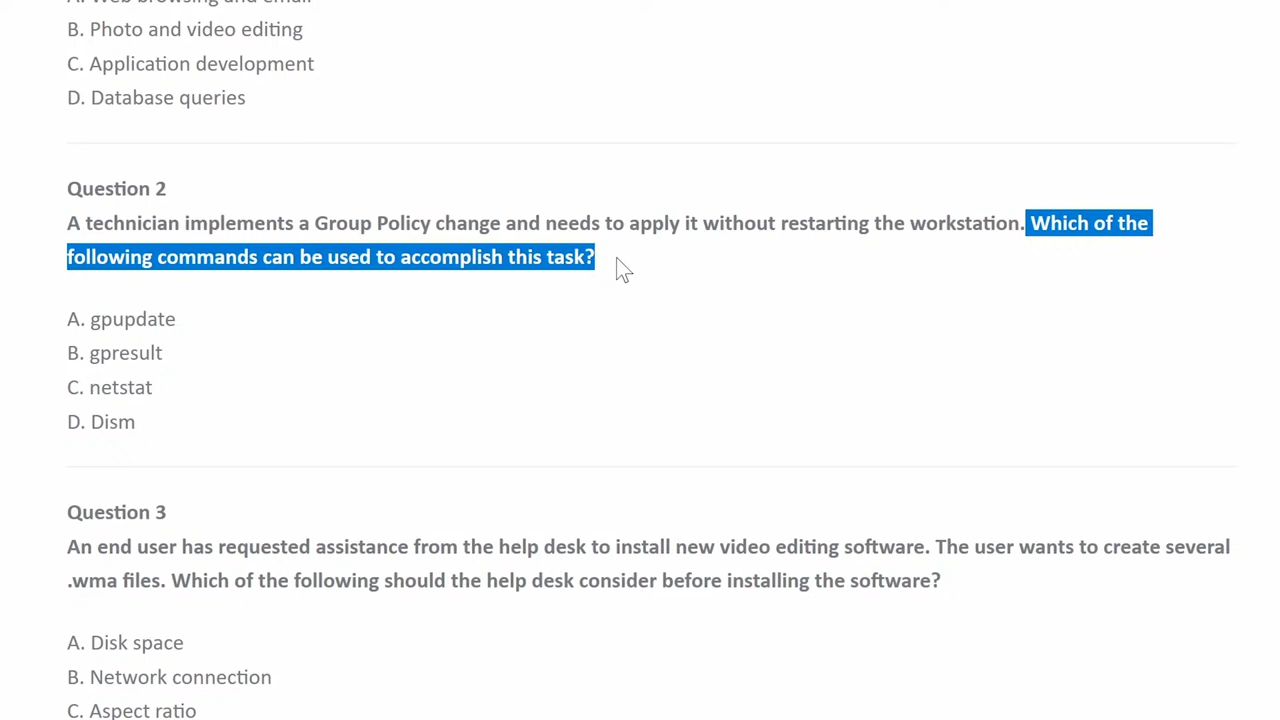 A. Web browsing and email
B. Photo and video editing
C. Application development
D. Database queries
Question 2
A technician implements a Group Policy change and needs to apply it without restarting the workstation. Which of the
following commands can be used to accomplish this task?
A. gpupdate
B. gpresult
C. netstat
D. Dism
Question 3
An end user has requested assistance from the help desk to install new video editing software. The user wants to create several
.wma files. Which of the following should the help desk consider before installing the software?
A. Disk space
B. Network connection
C. Aspect ratio